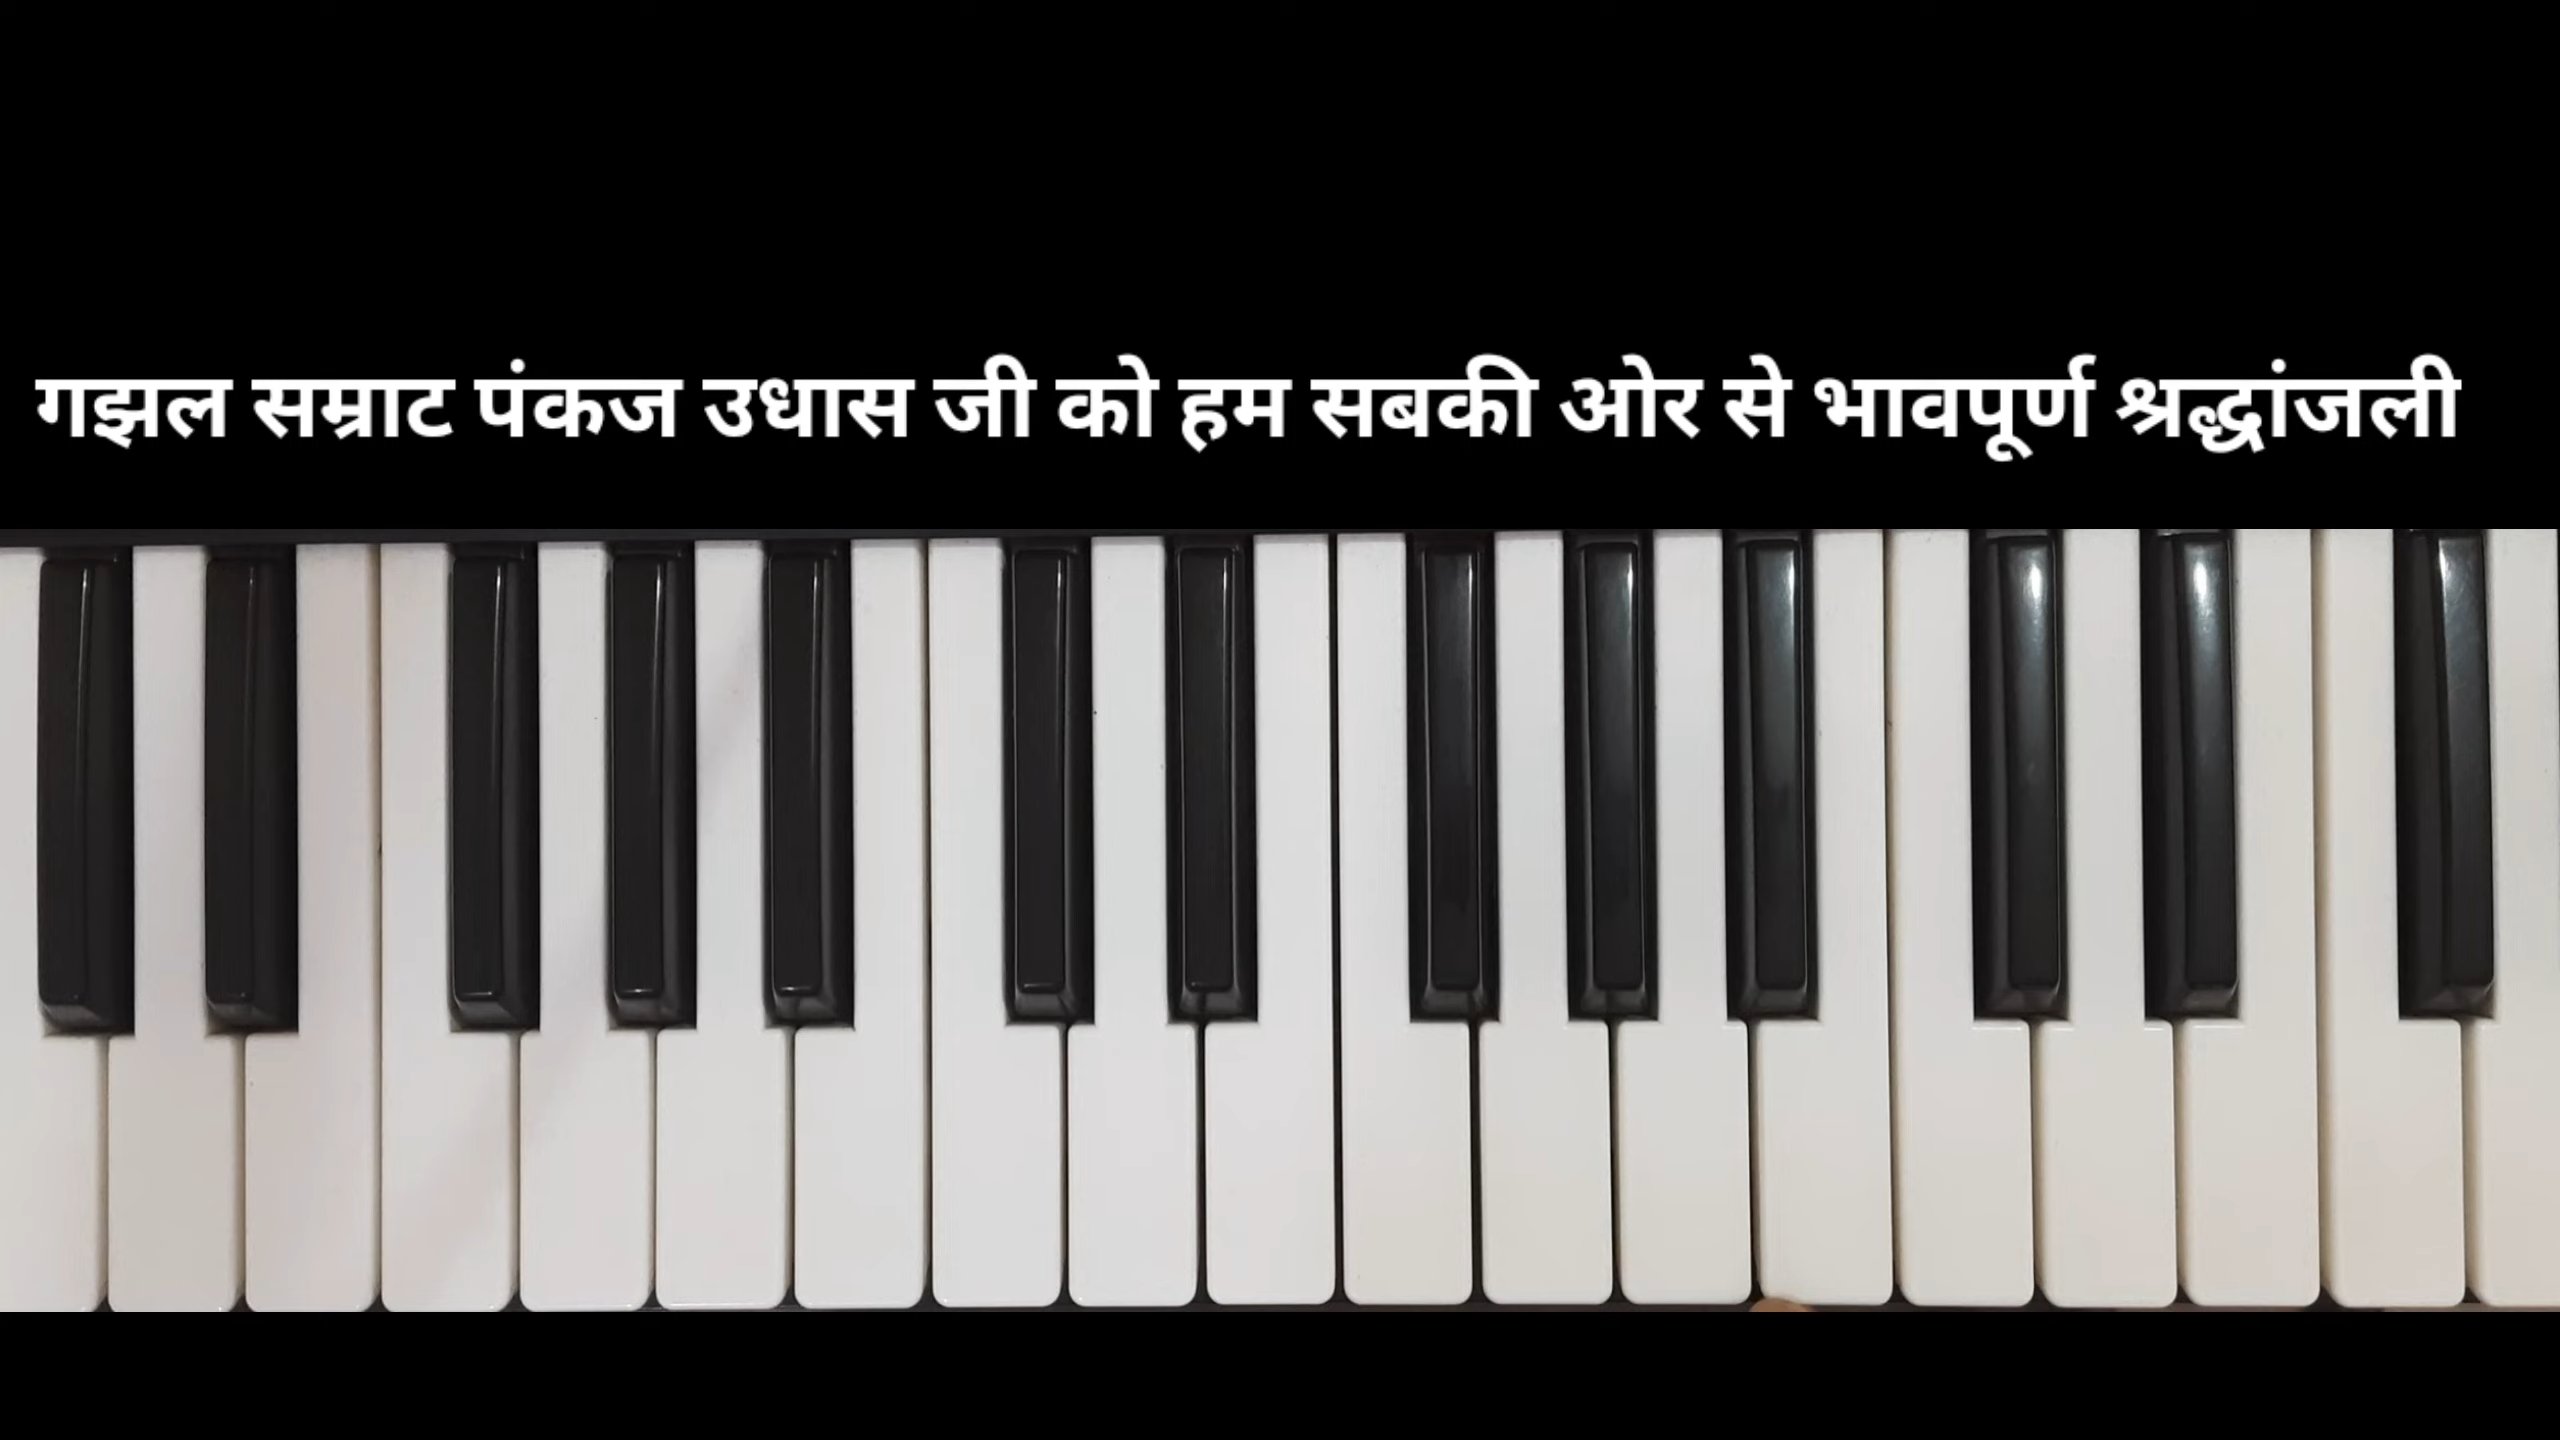 गझल सम्राट पंकज उधास जी को हम सबकी ओर से भावपूर्ण श्रद्धांजली